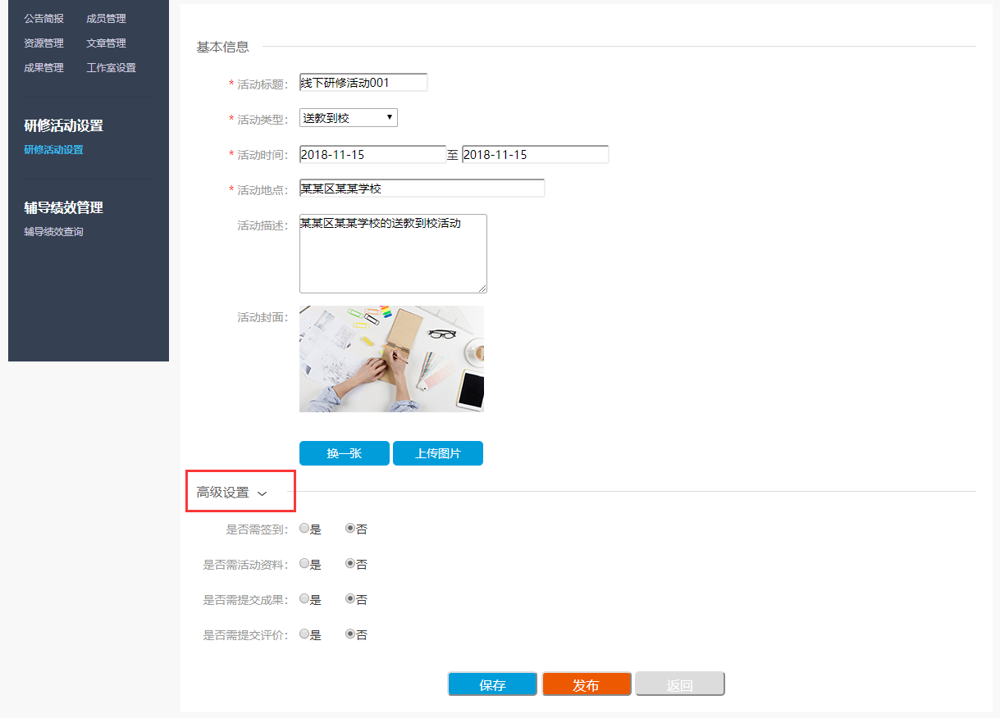 公告简报 成员管理
资源管理 文章管理
成果管理 工作室设置
研修活动设置
研修活动设置
辅导绩效管理
辅导绩效查询
基本信息
* 活动标题： 线下研修活动001
* 活动类型： 送教到校
* 活动时间： 2018-11-15 至 2018-11-15
* 活动地点： 某某区某某学校
活动描述： 某某区某某学校的送教到校活动
活动封面：
换一张 上传图片
高级设置
是否需签到： 是 否
是否需活动资料： 是 否
是否需提交成果： 是 否
是否需提交评价： 是 否
保存 发布 返回